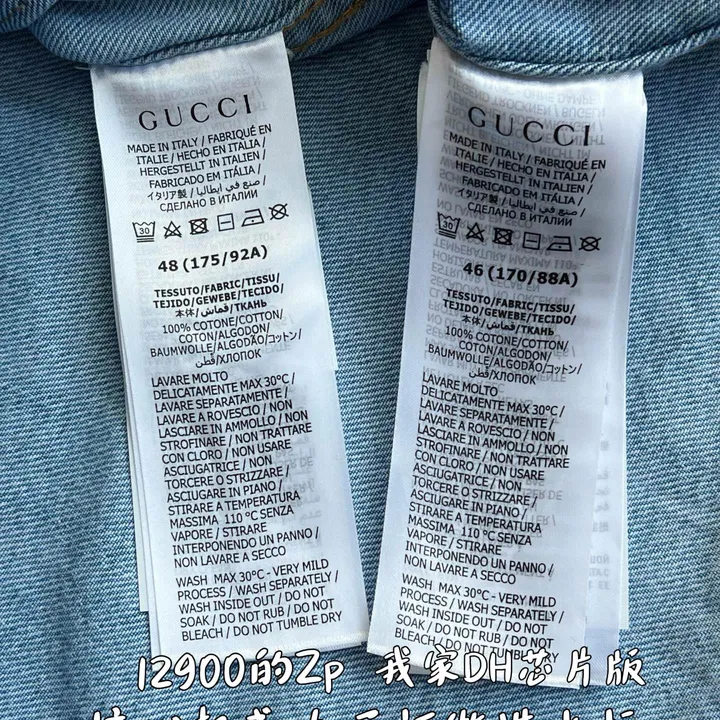 GUCCI
MADE IN ITALY / FABRIQUÉ EN
ITALIE / HECHO EN ITALIA /
HERGESTELLT IN ITALIEN /
FABRICADO EM ITÁLIA /
イタリア製 / صنع في ايطاليا /
СДЕЛАНО В ИТАЛИИ
30
48 (175/92A)
TESSUTO/FABRIC/TISSU/
TEJIDO/GEWEBE/TECIDO/
本体/قماش/ТКАНЬ
100% COTONE/COTTON/
COTON/ALGODON/
BAUMWOLLE/ALGODÃO/コットン/
قطن/ХЛОПОК
LAVARE MOLTO
DELICATAMENTE MAX 30°C /
LAVARE SEPARATAMENTE /
LAVARE A ROVESCIO / NON
LASCIARE IN AMMOLLO / NON
STROFINARE / NON TRATTARE
CON CLORO / NON USARE
ASCIUGATRICE / NON
TORCERE O STRIZZARE /
ASCIUGARE IN PIANO /
STIRARE A TEMPERATURA
MASSIMA 110 °C SENZA
VAPORE / STIRARE
INTERPONENDO UN PANNO /
NON LAVARE A SECCO
WASH MAX 30°C - VERY MILD
PROCESS / WASH SEPARATELY /
WASH INSIDE OUT / DO NOT
SOAK / DO NOT RUB / DO NOT
BLEACH / DO NOT TUMBLE DRY
GUCCI
MADE IN ITALY / FABRIQUÉ EN
ITALIE / HECHO EN ITALIA /
HERGESTELLT IN ITALIEN /
FABRICADO EM ITÁLIA /
イタリア製 / صنع في ايطاليا /
СДЕЛАНО В ИТАЛИИ
30
46 (170/88A)
TESSUTO/FABRIC/TISSU/
TEJIDO/GEWEBE/TECIDO/
本体/قماش/ТКАНЬ
100% COTONE/COTTON/
COTON/ALGODON/
BAUMWOLLE/ALGODÃO/コットン/
قطن/ХЛОПОК
LAVARE MOLTO
DELICATAMENTE MAX 30°C /
LAVARE SEPARATAMENTE /
LAVARE A ROVESCIO / NON
LASCIARE IN AMMOLLO / NON
STROFINARE / NON TRATTARE
CON CLORO / NON USARE
ASCIUGATRICE / NON
TORCERE O STRIZZARE /
ASCIUGARE IN PIANO /
STIRARE A TEMPERATURA
MASSIMA 110 °C SENZA
VAPORE / STIRARE
INTERPONENDO UN PANNO /
NON LAVARE A SECCO
WASH MAX 30°C - VERY MILD
PROCESS / WASH SEPARATELY /
WASH INSIDE OUT / DO NOT
SOAK / DO NOT RUB / DO NOT
BLEACH / DO NOT TUMBLE DRY
12900的Zp 我家DH芯片版